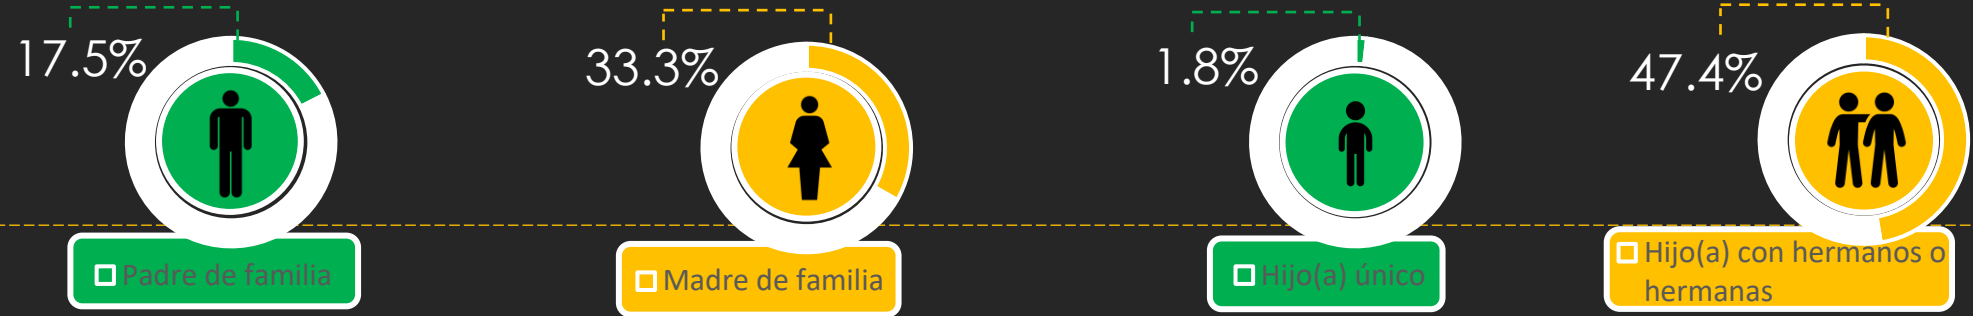 17.5%
33.3%
1.8%
47.4%
Padre de familia
Madre de familia
Hijo(a) único
Hijo(a) con hermanos o
hermanas